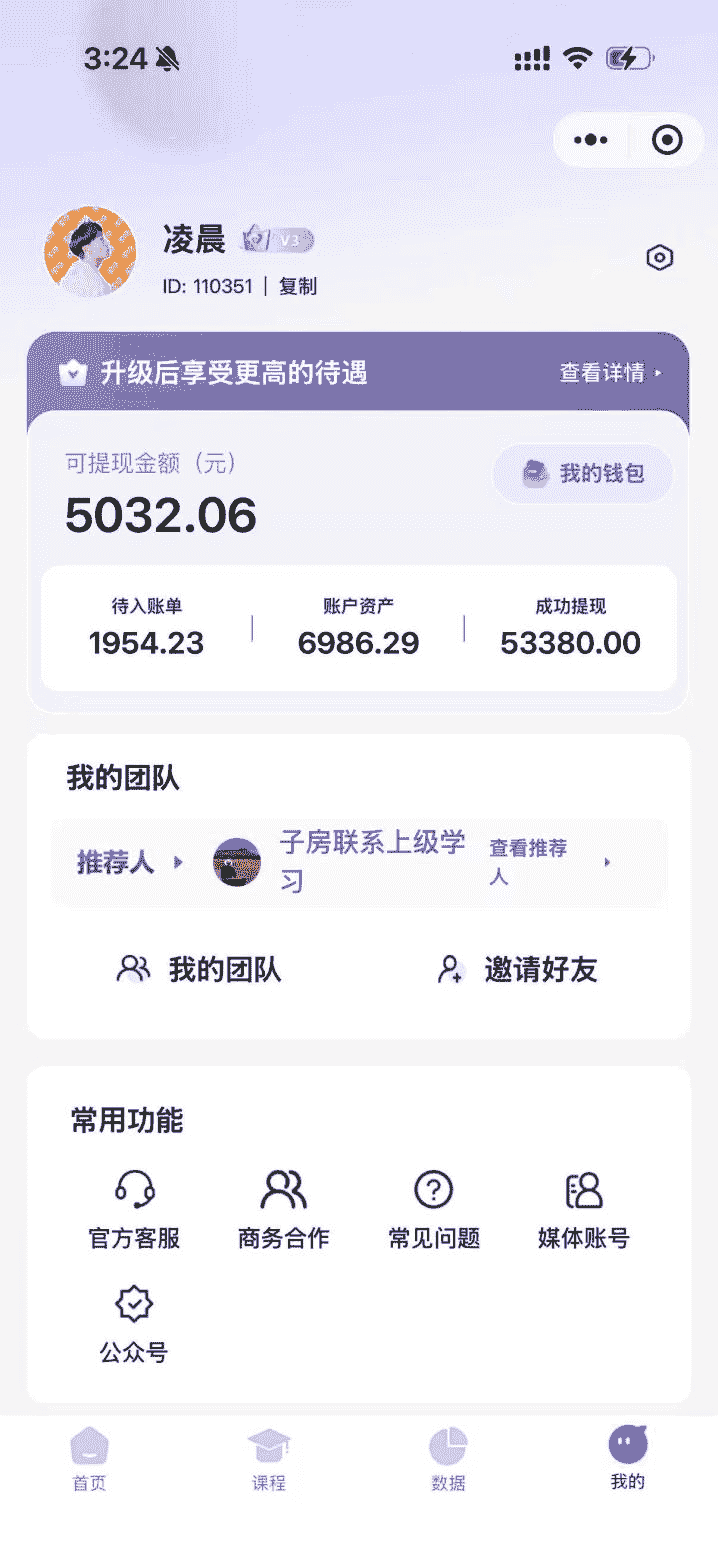 3:24
凌晨 V3
ID: 110351 | 复制
升级后享受更高的待遇 查看详情
可提现金额（元）
我的钱包
5032.06
待入账单 账户资产 成功提现
1954.23 6986.29 53380.00
我的团队
推荐人 子房联系上级学
习
查看推荐
人
我的团队 邀请好友
常用功能
官方客服 商务合作 常见问题 媒体账号
公众号
首页 课程 数据 我的